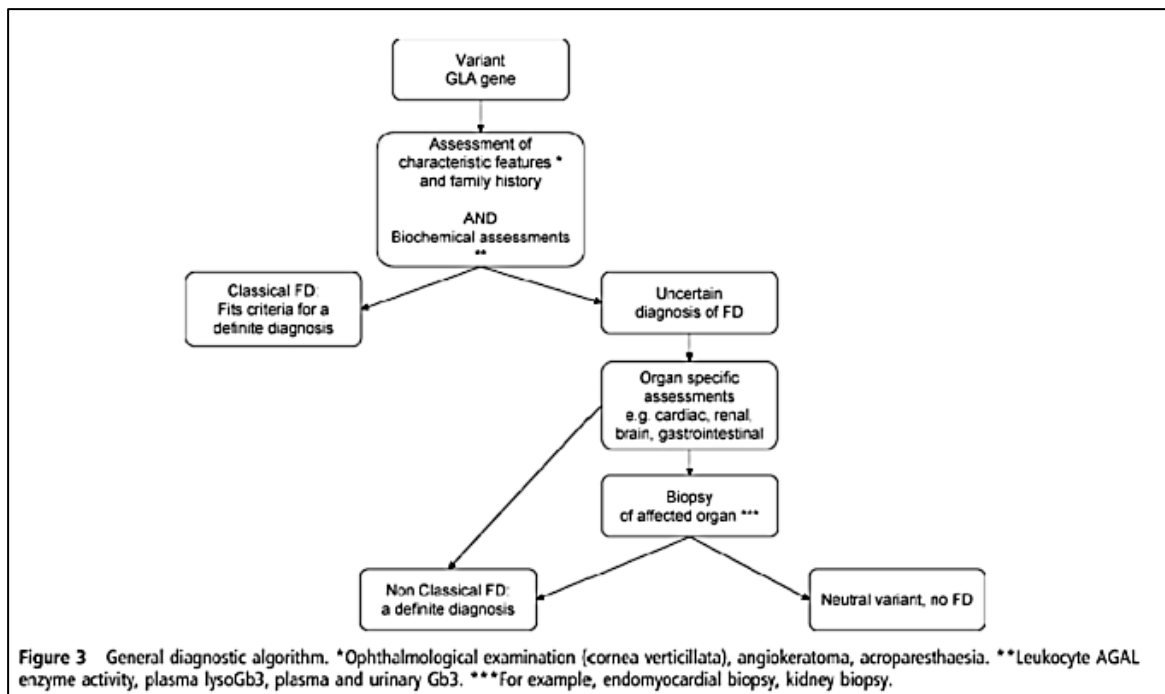 Variant
GLA gene
Assessment of
characteristic features *
and family history
AND
Biochemical assessments
**
Classical FD:
Fits criteria for a
definite diagnosis
Uncertain
diagnosis of FD
Organ specific
assessments
e.g. cardiac, renal,
brain, gastrointestinal
Biopsy
of affected organ ***
Non Classical FD:
a definite diagnosis
Neutral variant, no FD
Figure 3 General diagnostic algorithm. *Ophthalmological examination (cornea verticillata), angiokeratoma, acroparesthaesia. **Leukocyte AGAL
enzyme activity, plasma lysoGb3, plasma and urinary Gb3. ***For example, endomyocardial biopsy, kidney biopsy.